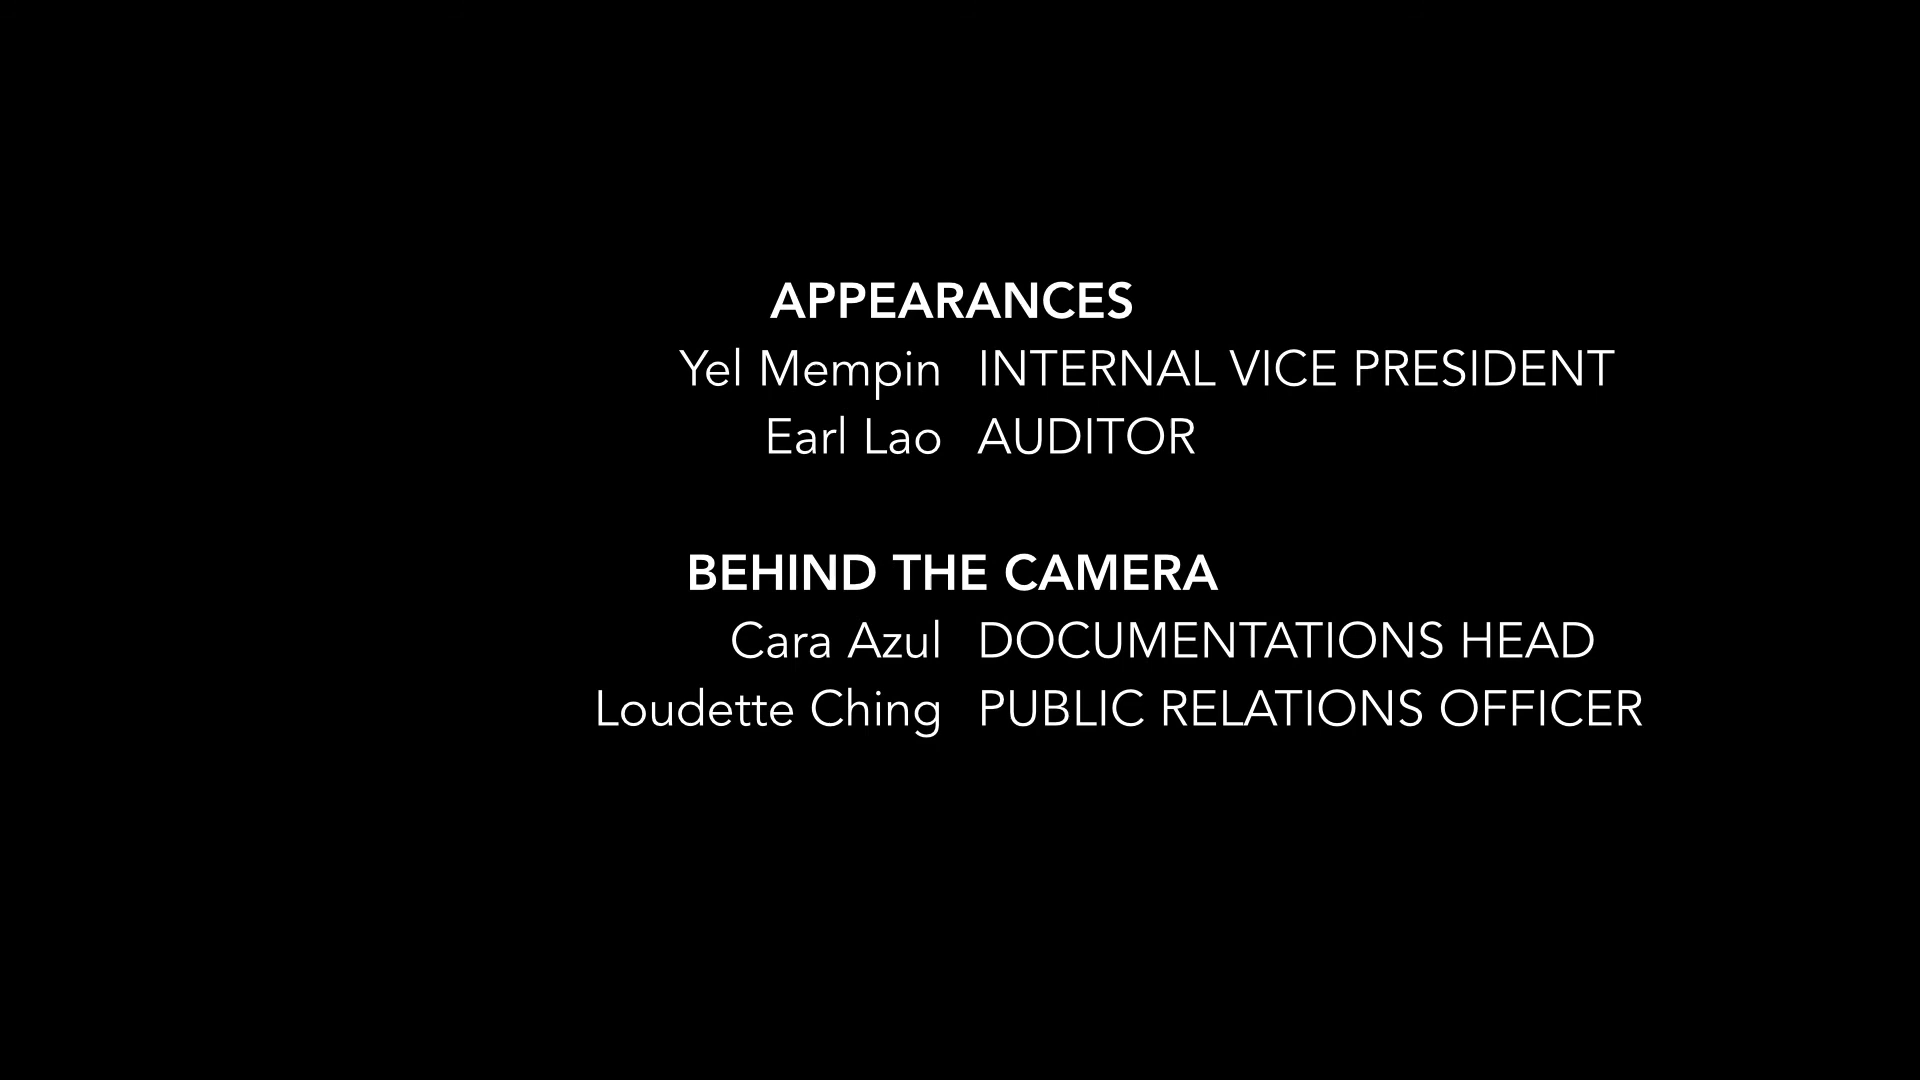 APPEARANCES
Yel Mempin INTERNAL VICE PRESIDENT
Earl Lao AUDITOR
BEHIND THE CAMERA
Cara Azul DOCUMENTATIONS HEAD
Loudette Ching PUBLIC RELATIONS OFFICER